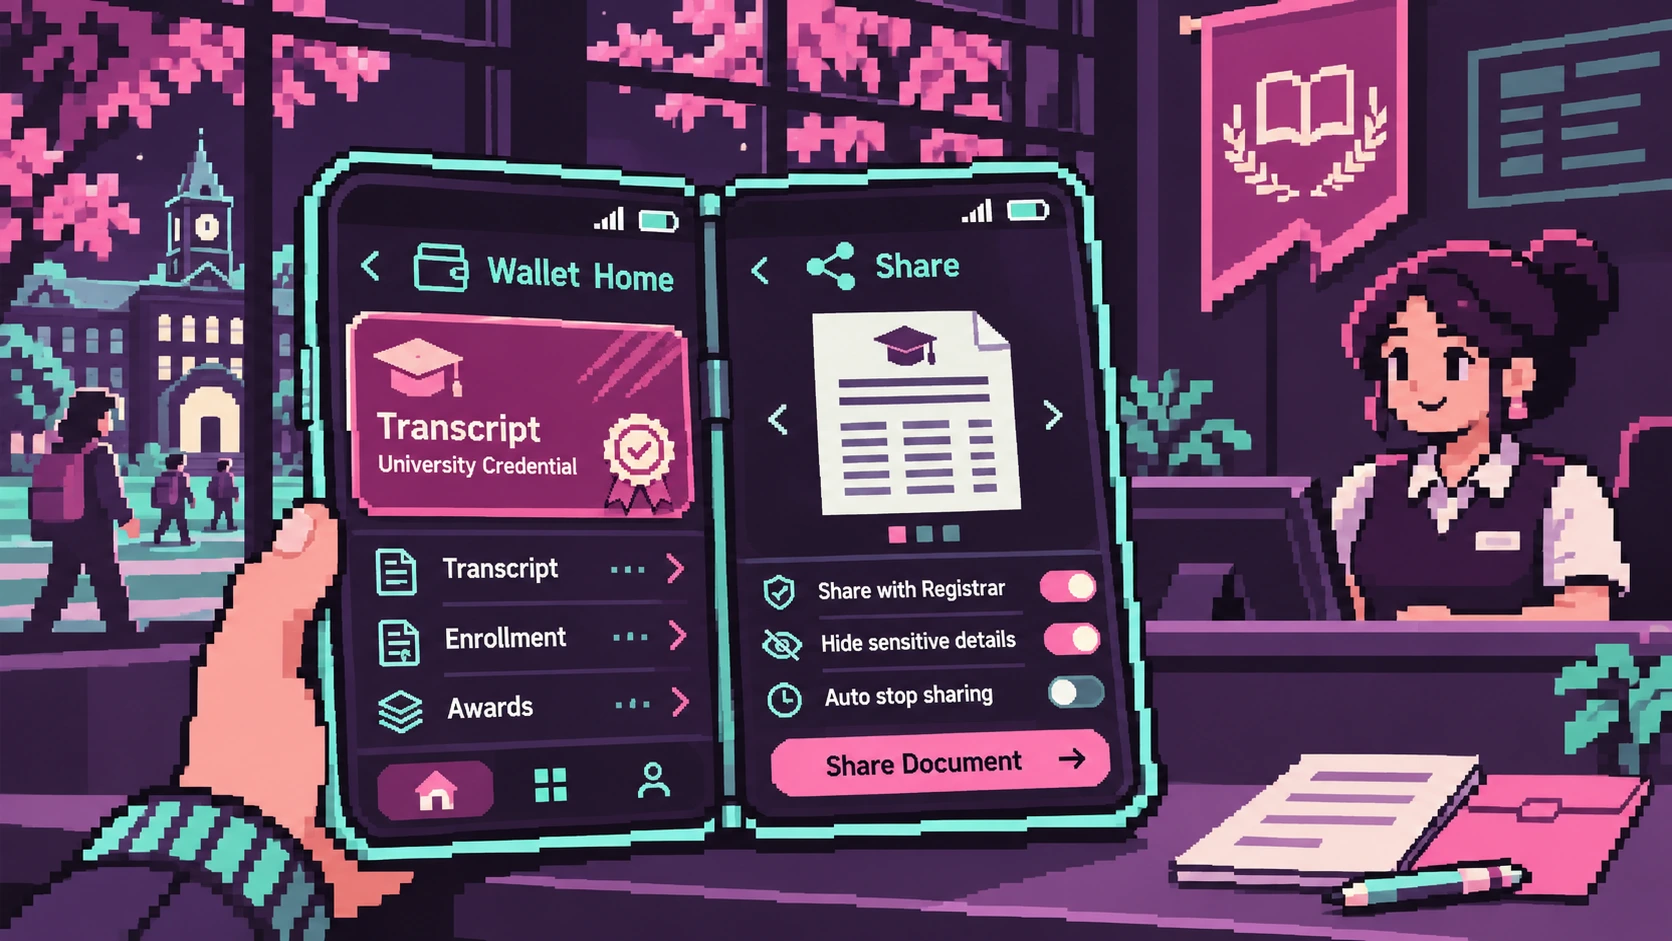 Wallet Home
Transcript
University Credential
Transcript
Enrollment
Awards
Share
Share with Registrar
Hide sensitive details
Auto stop sharing
Share Document